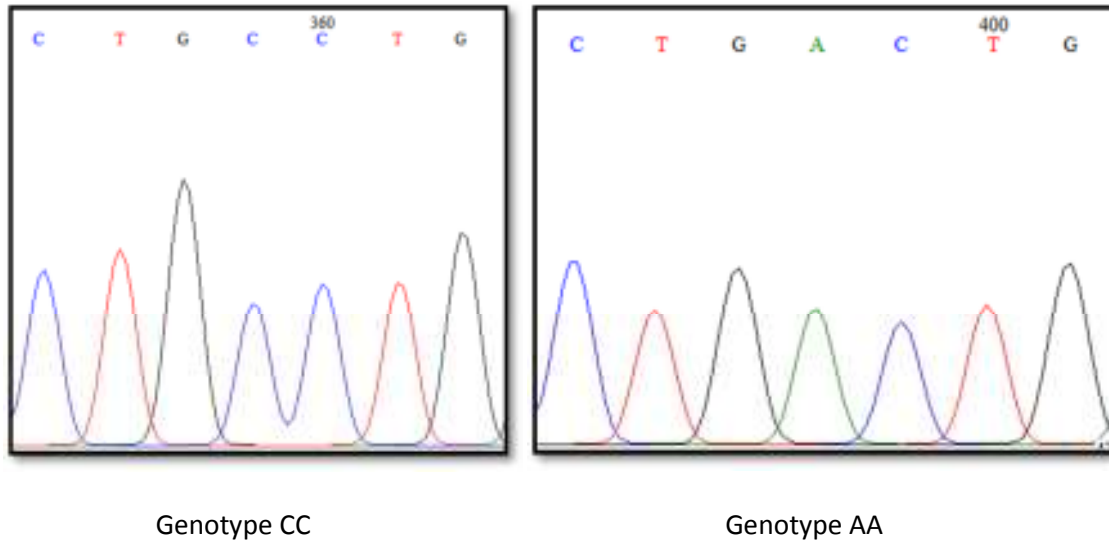 360
C T G C C T G
400
C T G A C T G
Genotype CC
Genotype AA